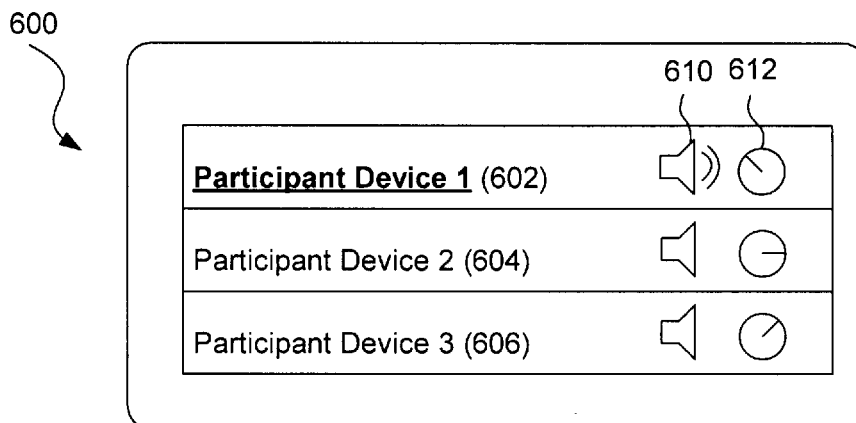 600
610 612
Participant Device 1 (602)
Participant Device 2 (604)
Participant Device 3 (606)